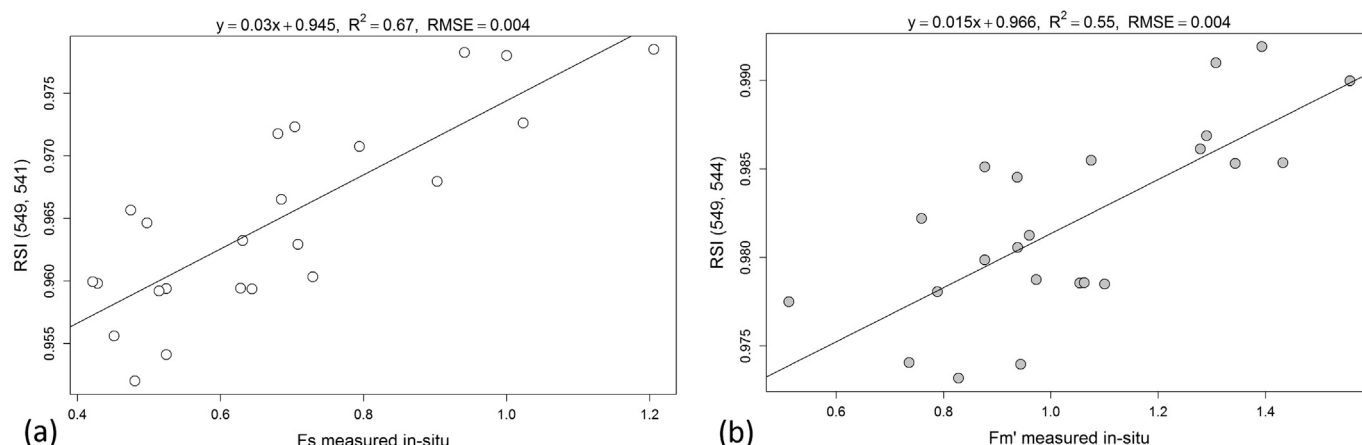 y = 0.03x + 0.945, R² = 0.67, RMSE = 0.004
RSI (549, 541)
0.975
0.970
0.965
0.960
0.955
0.4 0.6 0.8 1.0 1.2
(a)
Fs measured in-situ
y = 0.015x + 0.966, R² = 0.55, RMSE = 0.004
RSI (549, 544)
0.990
0.985
0.980
0.975
0.6 0.8 1.0 1.2 1.4
(b)
Fm' measured in-situ